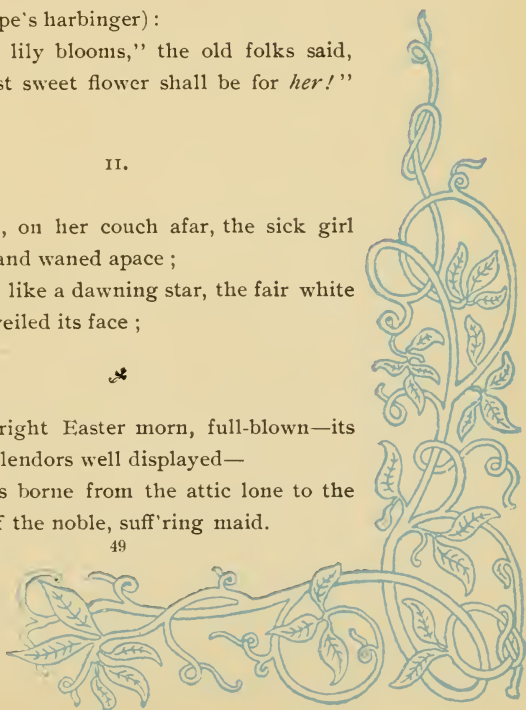 pe's harbinger) :
lily blooms," the old folks said,
st sweet flower shall be for her!"
II.
, on her couch afar, the sick girl
and waned apace ;
like a dawning star, the fair white
veiled its face ;
right Easter morn, full-blown—its
lendors well displayed—
s borne from the attic lone to the
f the noble, suff'ring maid.
49